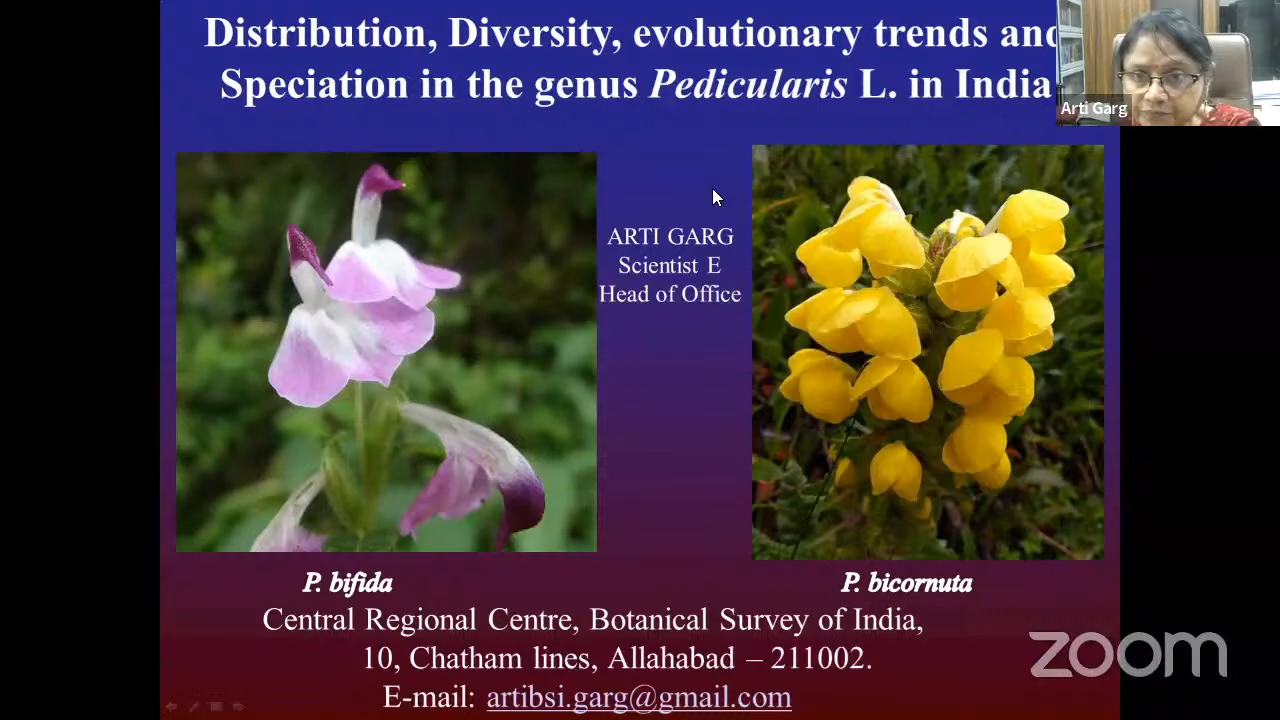 Distribution, Diversity, evolutionary trends and
Speciation in the genus Pedicularis L. in India
Arti Garg
ARTI GARG
Scientist E
Head of Office
P. bifida
P. bicornuta
Central Regional Centre, Botanical Survey of India,
10, Chatham lines, Allahabad – 211002.
E-mail: artibsi.garg@gmail.com
zoom